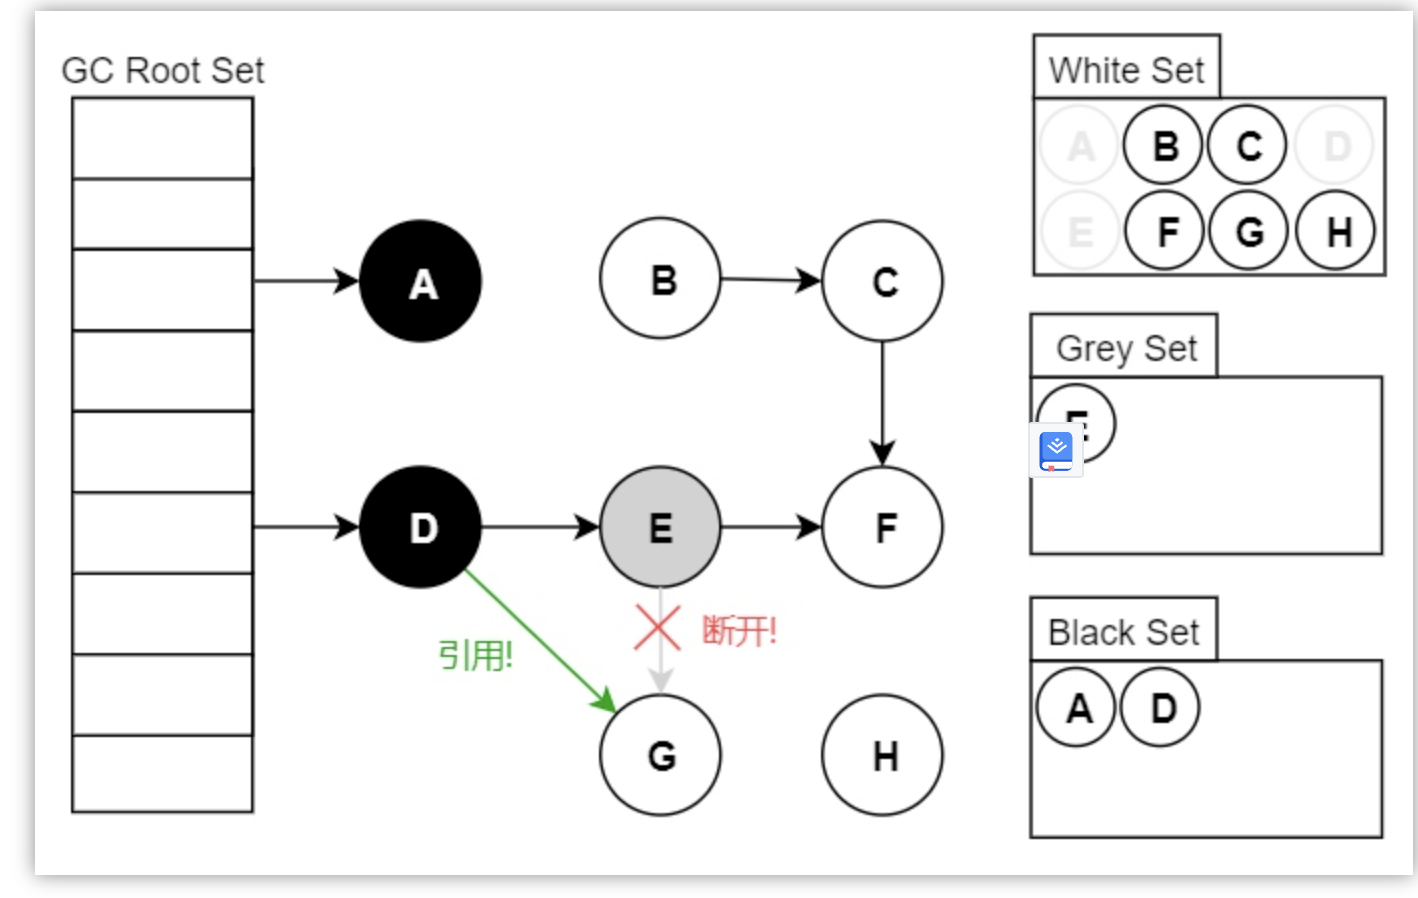 GC Root Set
White Set
A B C D
E F G H
A B C
Grey Set
E
D E F
引用!
断开!
Black Set
A D
G H